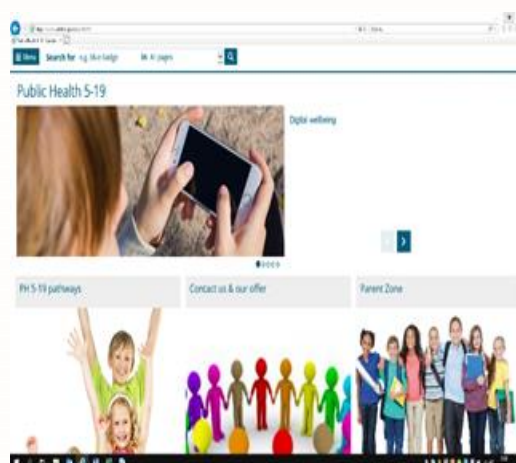 Menu Search for e.g. blue badge in All pages
Public Health 5-19
Digital wellbeing
PH 5-19 pathways
Contact us & our offer
Parent Zone